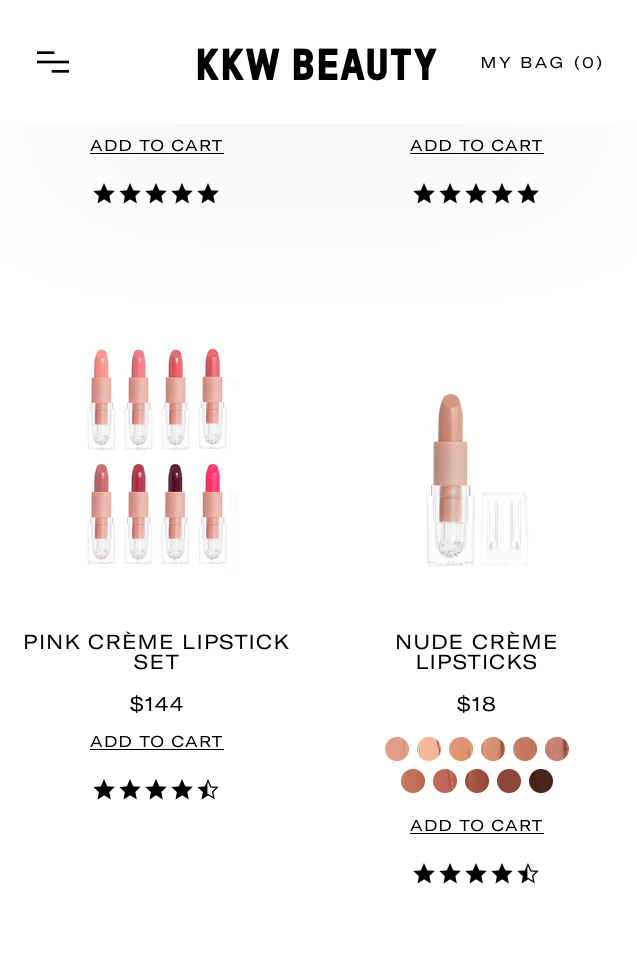 KKW BEAUTY
MY BAG (0)
ADD TO CART
ADD TO CART
PINK CRÈME LIPSTICK
SET
$144
ADD TO CART
NUDE CRÈME
LIPSTICKS
$18
ADD TO CART